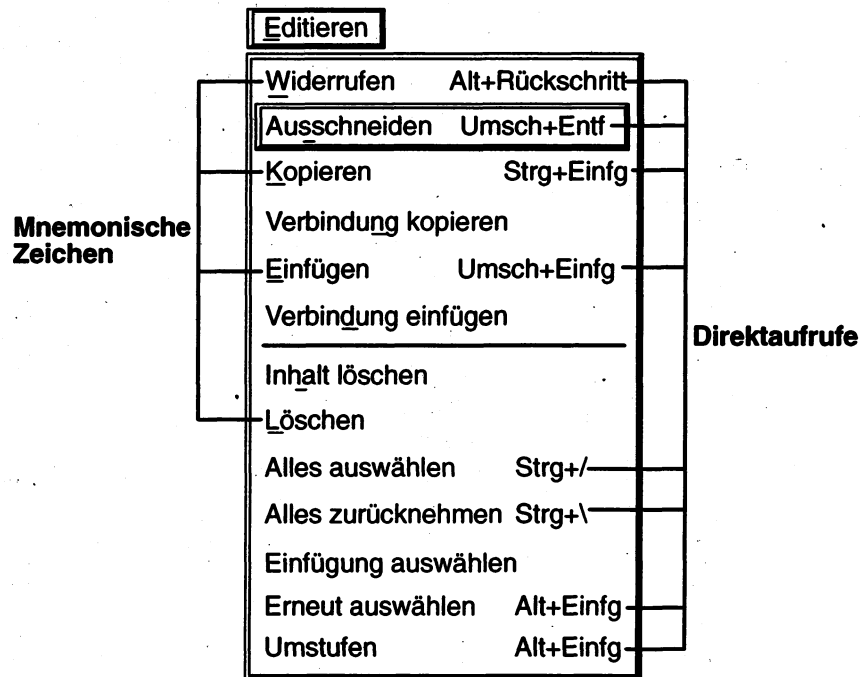 Editieren
Widerrufen Alt+Rückschritt
Ausschneiden Umsch+Entf
Kopieren Strg+Einfg
Mnemonische
Zeichen
Verbindung kopieren
Einfügen Umsch+Einfg
Verbindung einfügen
Direktaufrufe
Inhalt löschen
Löschen
Alles auswählen Strg+/
Alles zurücknehmen Strg+\
Einfügung auswählen
Erneut auswählen Alt+Einfg
Umstufen Alt+Einfg